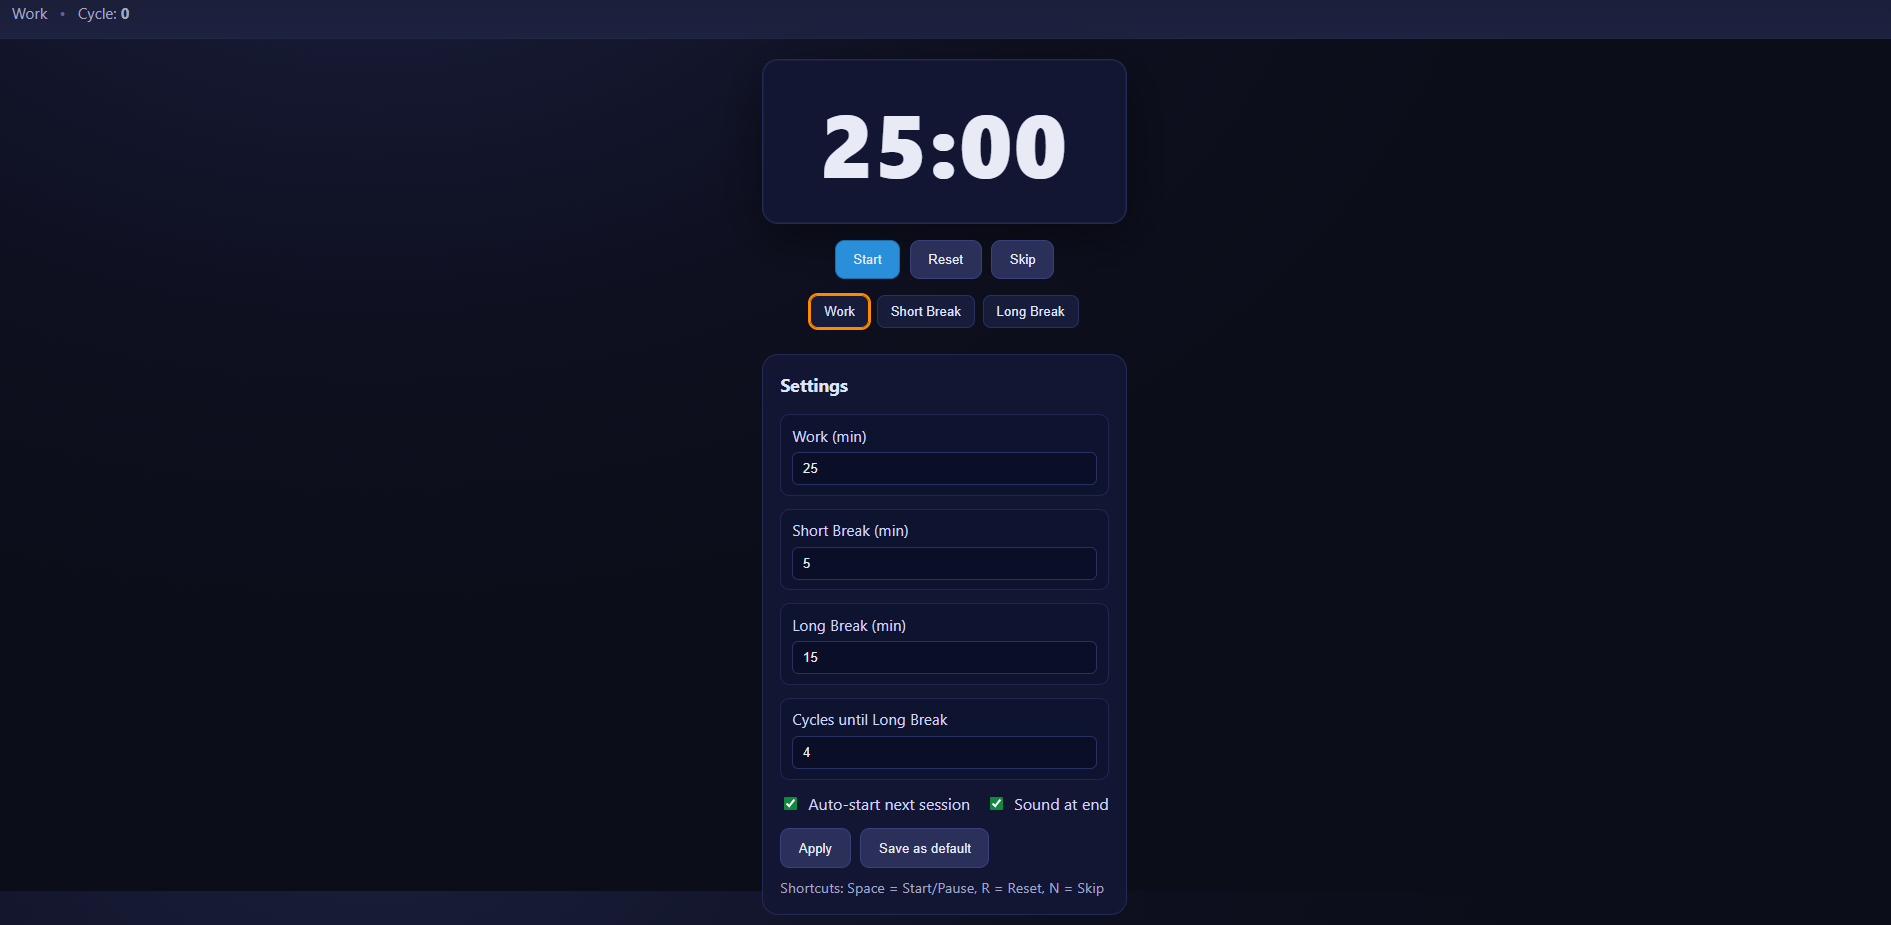 Work • Cycle: 0
25:00
Start Reset Skip
Work Short Break Long Break
Settings
Work (min)
25
Short Break (min)
5
Long Break (min)
15
Cycles until Long Break
4
Auto-start next session Sound at end
Apply Save as default
Shortcuts: Space = Start/Pause, R = Reset, N = Skip